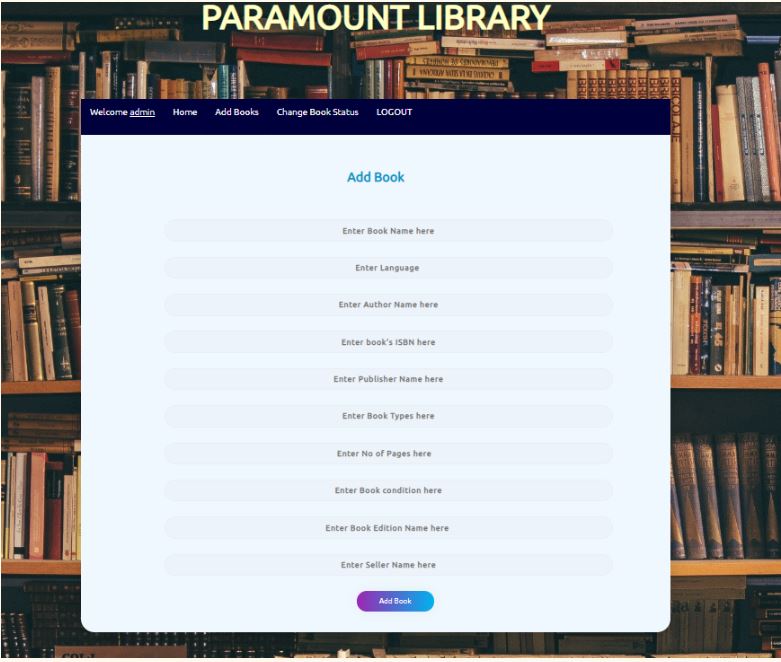 PARAMOUNT LIBRARY
Welcome admin Home Add Books Change Book Status LOGOUT
Add Book
Enter Book Name here
Enter Language
Enter Author Name here
Enter book's ISBN here
Enter Publisher Name here
Enter Book Types here
Enter No of Pages here
Enter Book condition here
Enter Book Edition Name here
Enter Seller Name here
Add Book